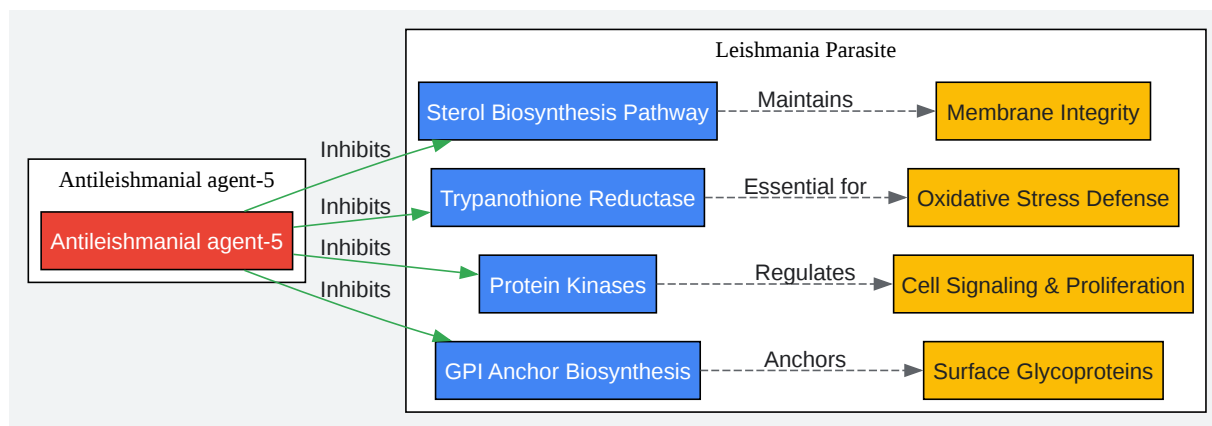 Leishmania Parasite
Sterol Biosynthesis Pathway
Maintains
Membrane Integrity
Inhibits
Antileishmanial agent-5
Trypanothione Reductase
Essential for
Oxidative Stress Defense
Inhibits
Antileishmanial agent-5
Inhibits
Protein Kinases
Regulates
Cell Signaling & Proliferation
Inhibits
GPI Anchor Biosynthesis
Anchors
Surface Glycoproteins